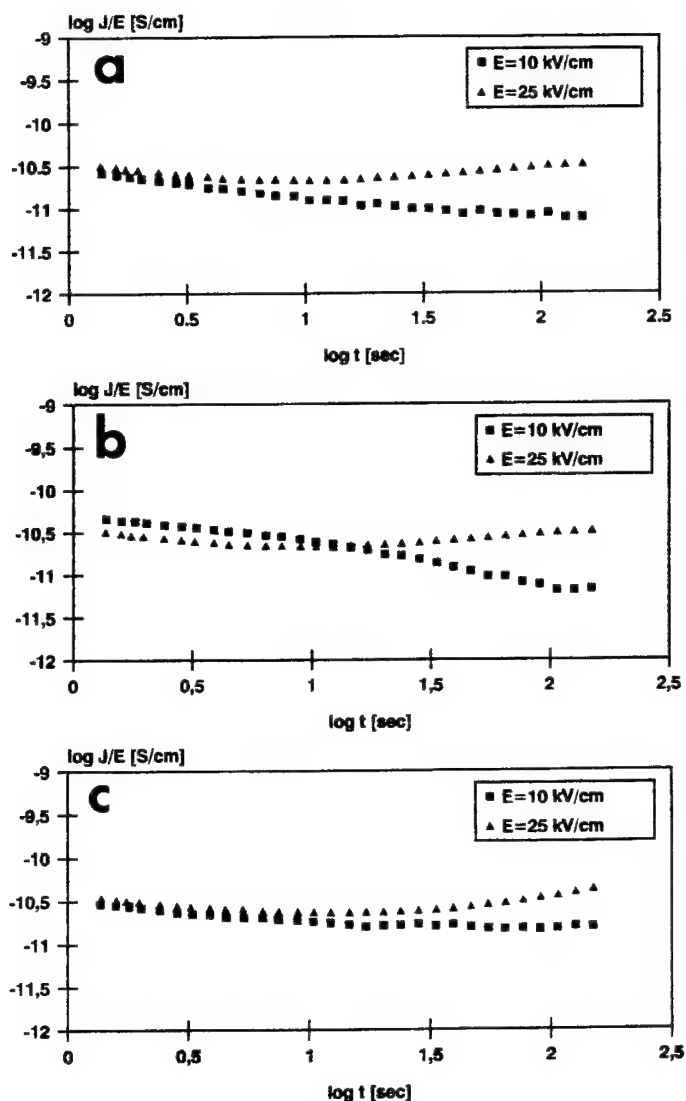 log J/E [S/cm]
-9
a
E=10 kV/cm
E=25 kV/cm
-9.5
-10
-10.5
-11
-11.5
-12
0
0.5
1
1.5
2
2.5
log t [sec]
log J/E [S/cm]
-9
b
E=10 kV/cm
E=25 kV/cm
-9,5
-10
-10,5
-11
-11,5
-12
0
0,5
1
1,5
2
2,5
log t [sec]
log J/E [S/cm]
-9
c
E=10 kV/cm
E=25 kV/cm
-9,5
-10
-10,5
-11
-11,5
-12
0
0,5
1
1,5
2
2,5
log t [sec]